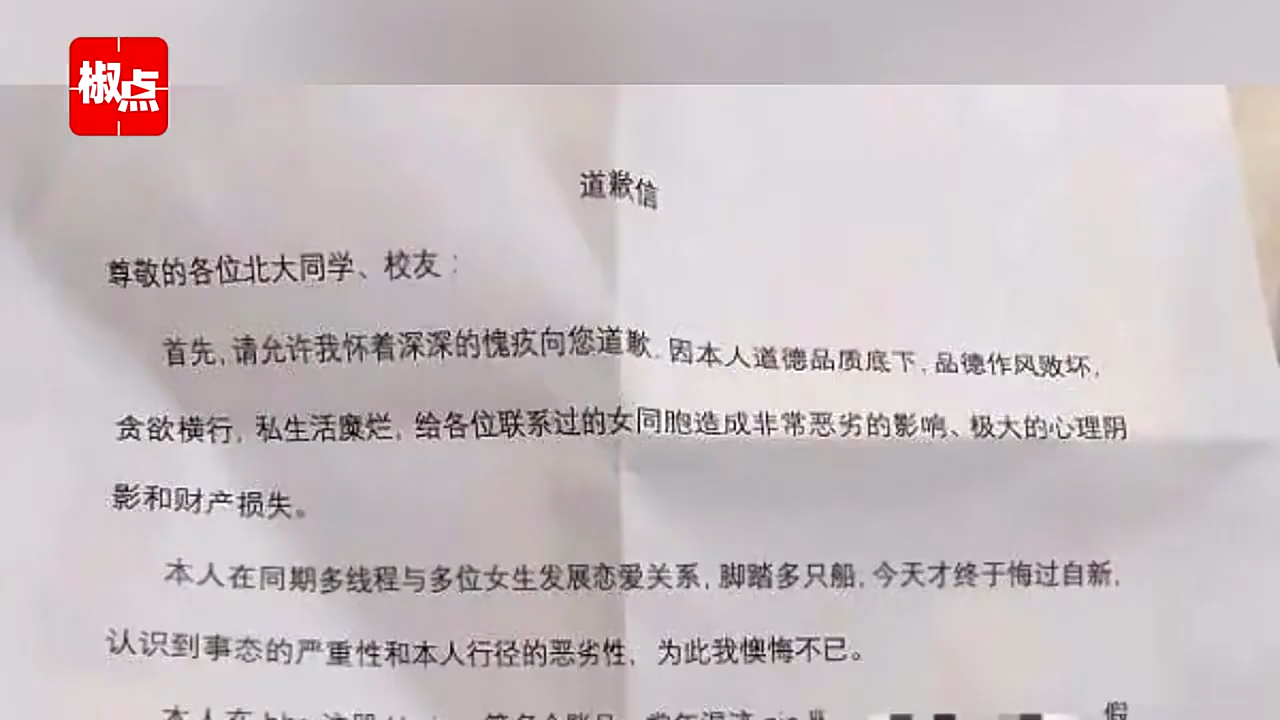 椒点
道歉信
尊敬的各位北大同学、校友：
首先，请允许我怀着深深的愧疚向您道歉。因本人道德品质底下，品德作风败坏，
贪欲横行，私生活糜烂，给各位联系过的女同胞造成非常恶劣的影响、极大的心理阴
影和财产损失。
本人在同期多线程与多位女生发展恋爱关系，脚踏多只船，今天才终于悔过自新，
认识到事态的严重性和本人行径的恶劣性，为此我懊悔不已。
本人在
假